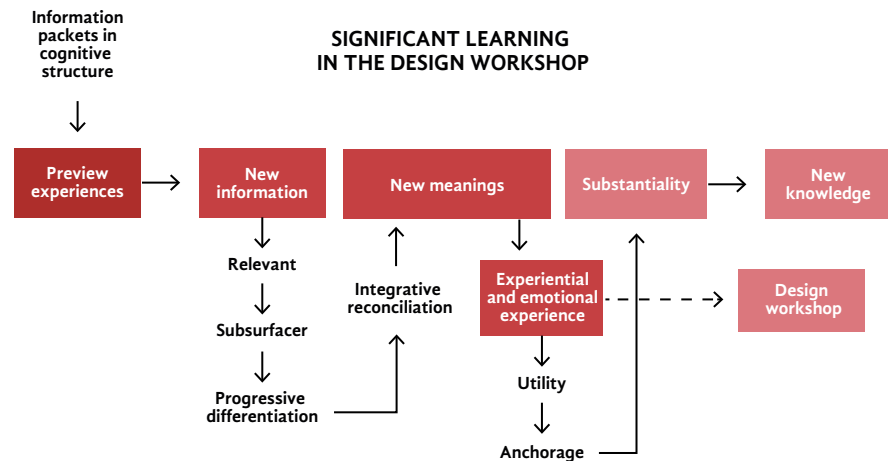 Information
packets in
cognitive
structure
SIGNIFICANT LEARNING
IN THE DESIGN WORKSHOP
Preview
experiences
New
information
New meanings
Substantiality
New
knowledge
Relevant
Subsurfacer
Progressive
differentiation
Integrative
reconciliation
Experiential
and emotional
experience
Design
workshop
Utility
Anchorage